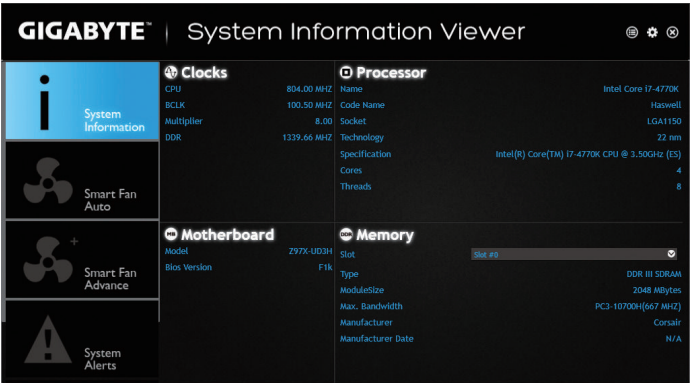 GIGABYTE™ System Information Viewer
System
Information
Smart Fan
Auto
Smart Fan
Advance
System
Alerts
Clocks
CPU 804.00 MHZ
BCLK 100.50 MHZ
Multiplier 8.00
DDR 1339.66 MHZ
Processor
Name Intel Core i7-4770K
Code Name Haswell
Socket LGA1150
Technology 22 nm
Specification Intel(R) Core(TM) i7-4770K CPU @ 3.50GHz (ES)
Cores 4
Threads 8
MB Motherboard
Model Z97X-UD3H
Bios Version F1k
DDR Memory
Slot Slot #0
Type DDR III SDRAM
ModuleSize 2048 MBytes
Max. Bandwidth PC3-10700H(667 MHZ)
Manufacturer Corsair
Manufacturer Date N/A